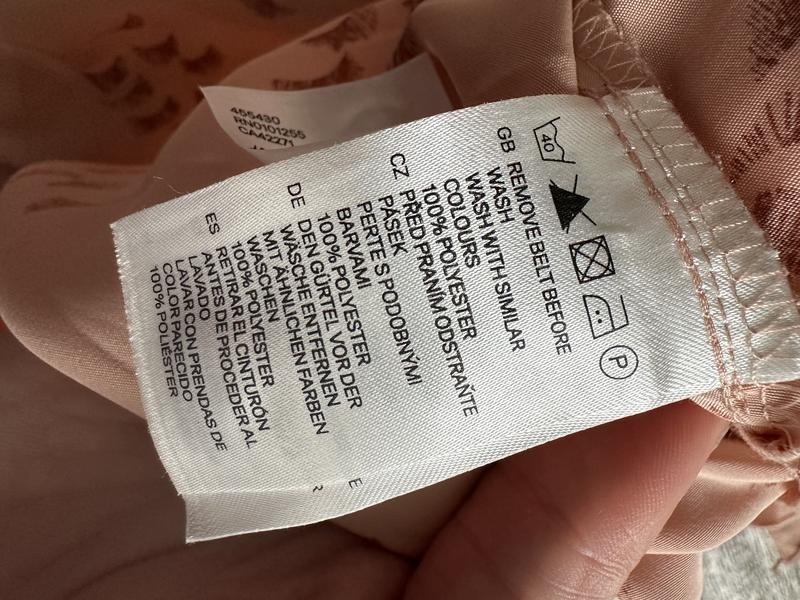 455430
RN0101255
CA42271
40
P
GB REMOVE BELT BEFORE
WASH
WASH WITH SIMILAR
COLOURS
100% POLYESTER
CZ PŘED PRANÍM ODSTRAŇTE
PÁSEK
PERTE S PODOBNÝMI
BARVAMI
100% POLYESTER
DE DEN GÜRTEL VOR DER
WÄSCHE ENTFERNEN
MIT ÄHNLICHEN FARBEN
WASCHEN
100% POLYESTER
ES RETIRAR EL CINTURÓN
ANTES DE PROCEDER AL
LAVADO
LAVAR CON PRENDAS DE
COLOR PARECIDO
100% POLIÉSTER